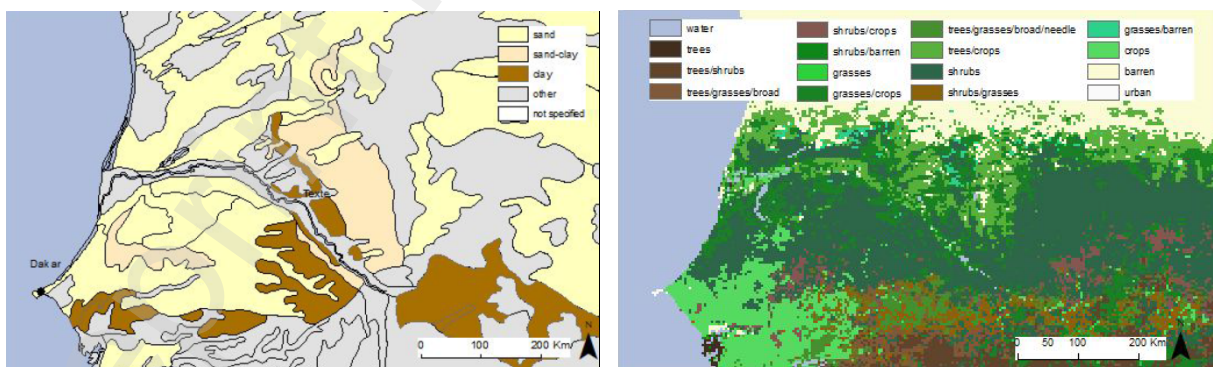 sand
sand-clay
clay
other
not specified
Texte
Dakar
N
0 100 200 Km
water
trees
trees/shrubs
trees/grasses/broad
shrubs/crops
shrubs/barren
grasses
grasses/crops
trees/grasses/broad/needle
trees/crops
shrubs
shrubs/grasses
grasses/barren
crops
barren
urban
N
0 50 100 200 Km